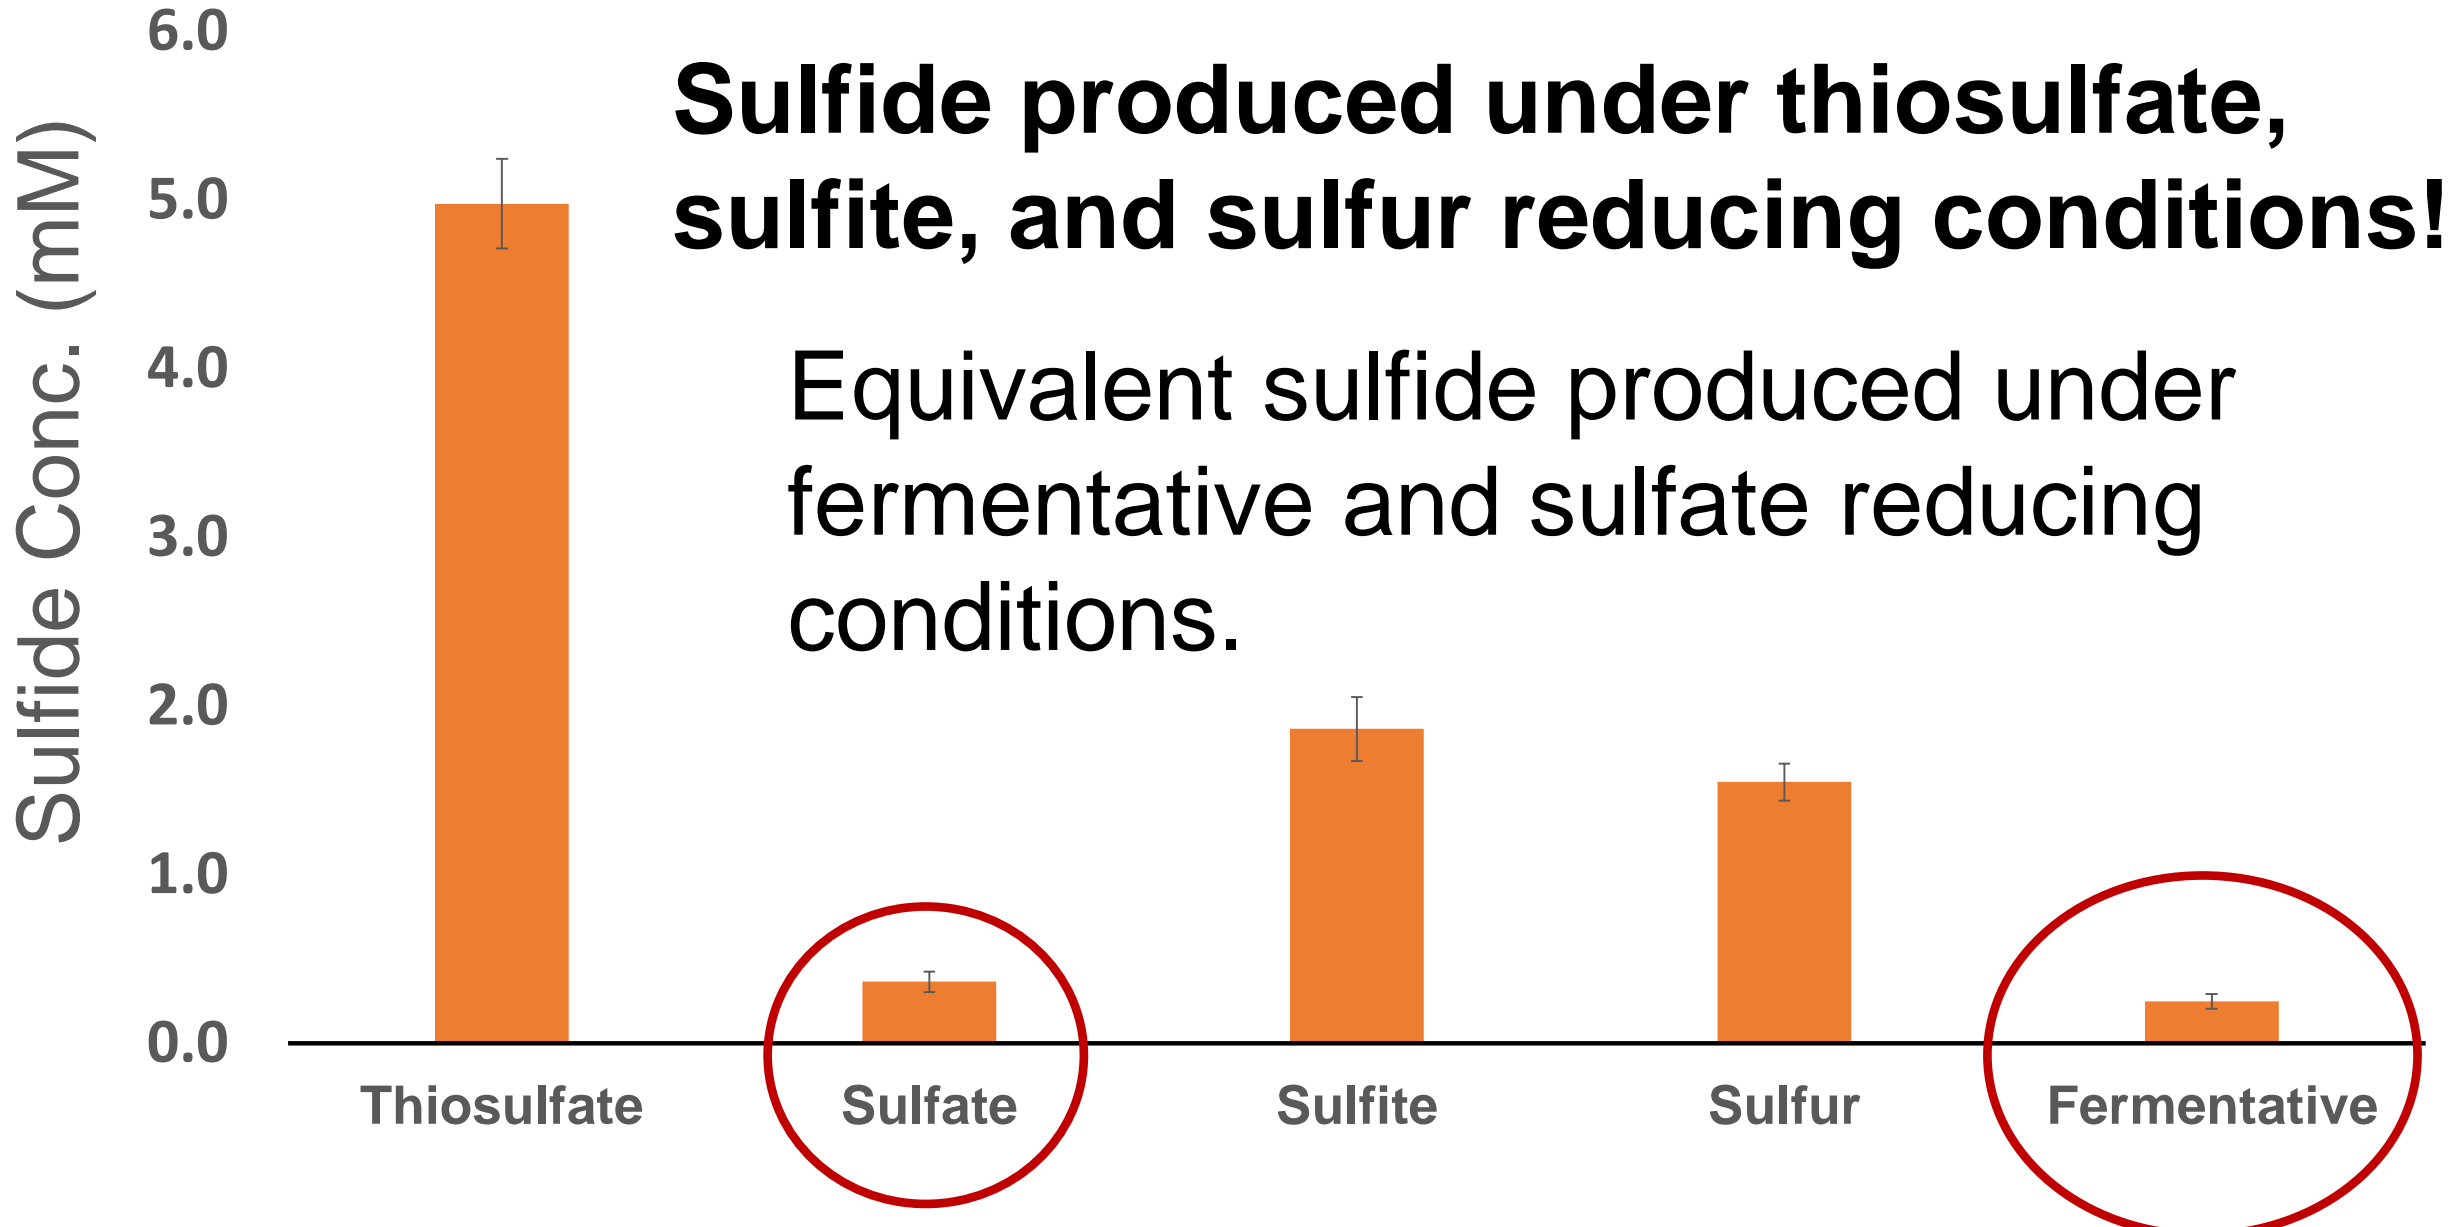 Sulfide produced under thiosulfate,
sulfite, and sulfur reducing conditions!
Equivalent sulfide produced under
fermentative and sulfate reducing
conditions.
Sulfide Conc. (mM)
6.0
5.0
4.0
3.0
2.0
1.0
0.0
Thiosulfate
Sulfate
Sulfite
Sulfur
Fermentative